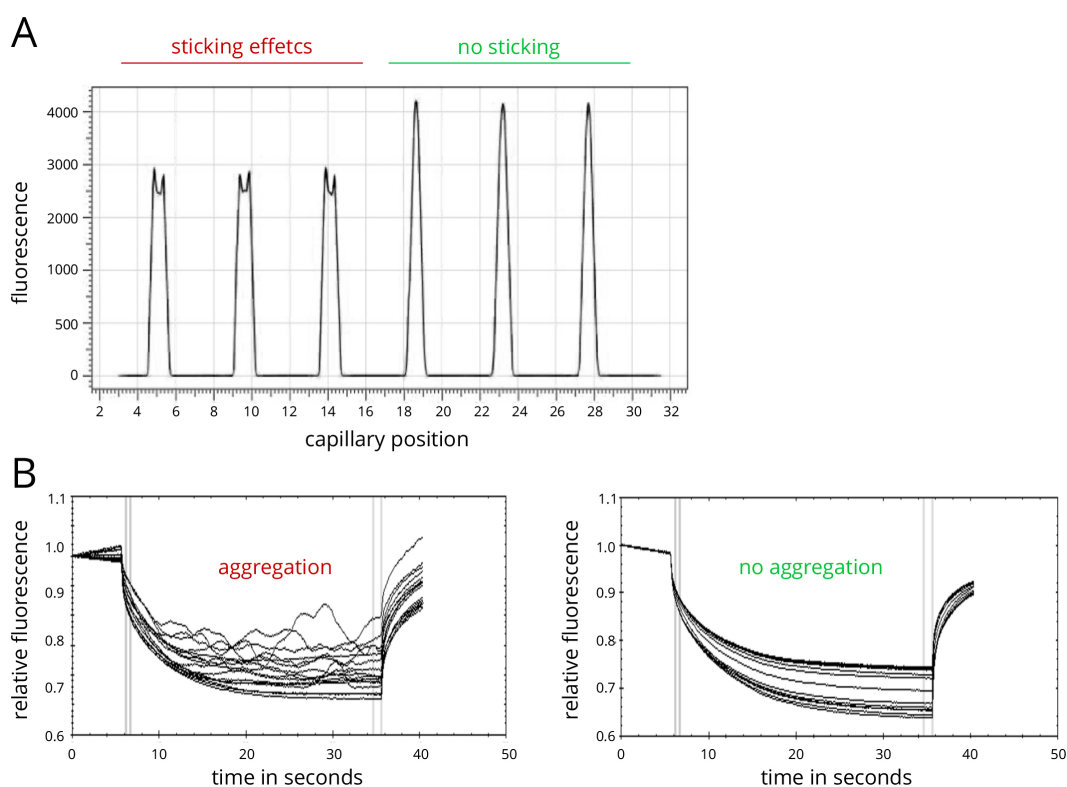 A
sticking effetcs
no sticking
4000
3000
2000
1000
500
0
fluorescence
2 4 6 8 10 12 14 16 18 20 22 24 26 28 30 32
capillary position
B
1.1
1.0
0.9
0.8
0.7
0.6
relative fluorescence
aggregation
0 10 20 30 40 50
time in seconds
1.1
1.0
0.9
0.8
0.7
0.6
relative fluorescence
no aggregation
0 10 20 30 40 50
time in seconds